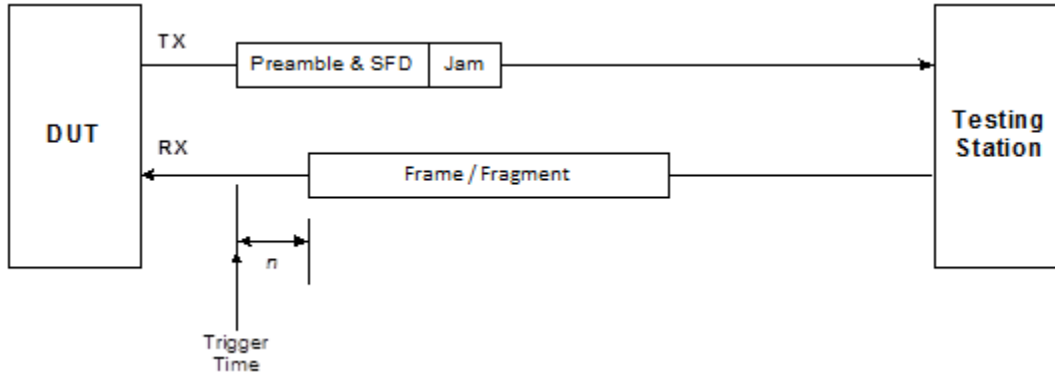 TX
Preamble & SFD
Jam
DUT
Testing
Station
RX
Frame / Fragment
n
Trigger
Time